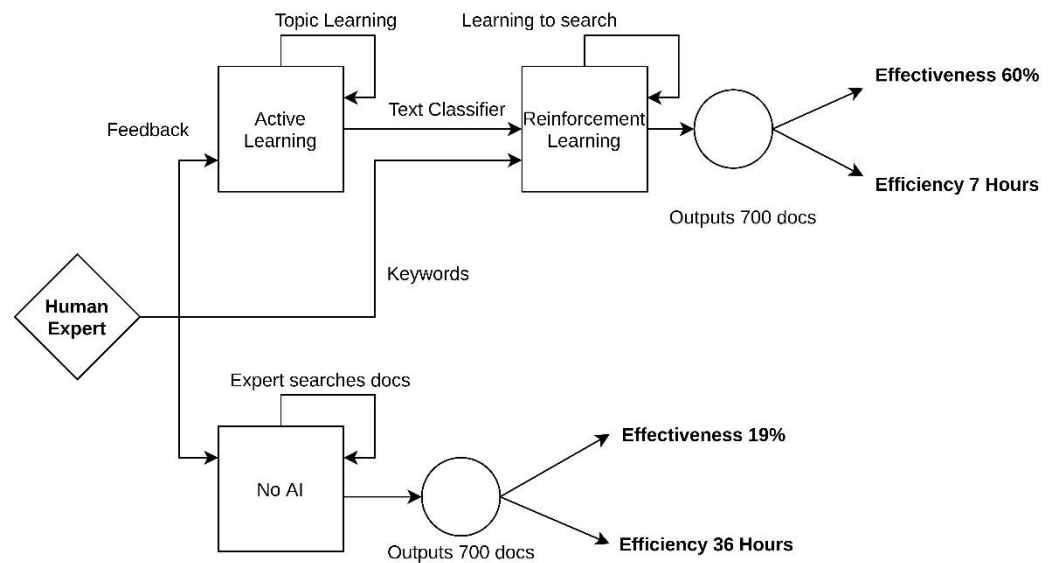 Topic Learning
Learning to search
Active
Learning
Text Classifier
Reinforcement
Learning
Effectiveness 60%
Efficiency 7 Hours
Outputs 700 docs
Feedback
Keywords
Human
Expert
Expert searches docs
No AI
Effectiveness 19%
Efficiency 36 Hours
Outputs 700 docs